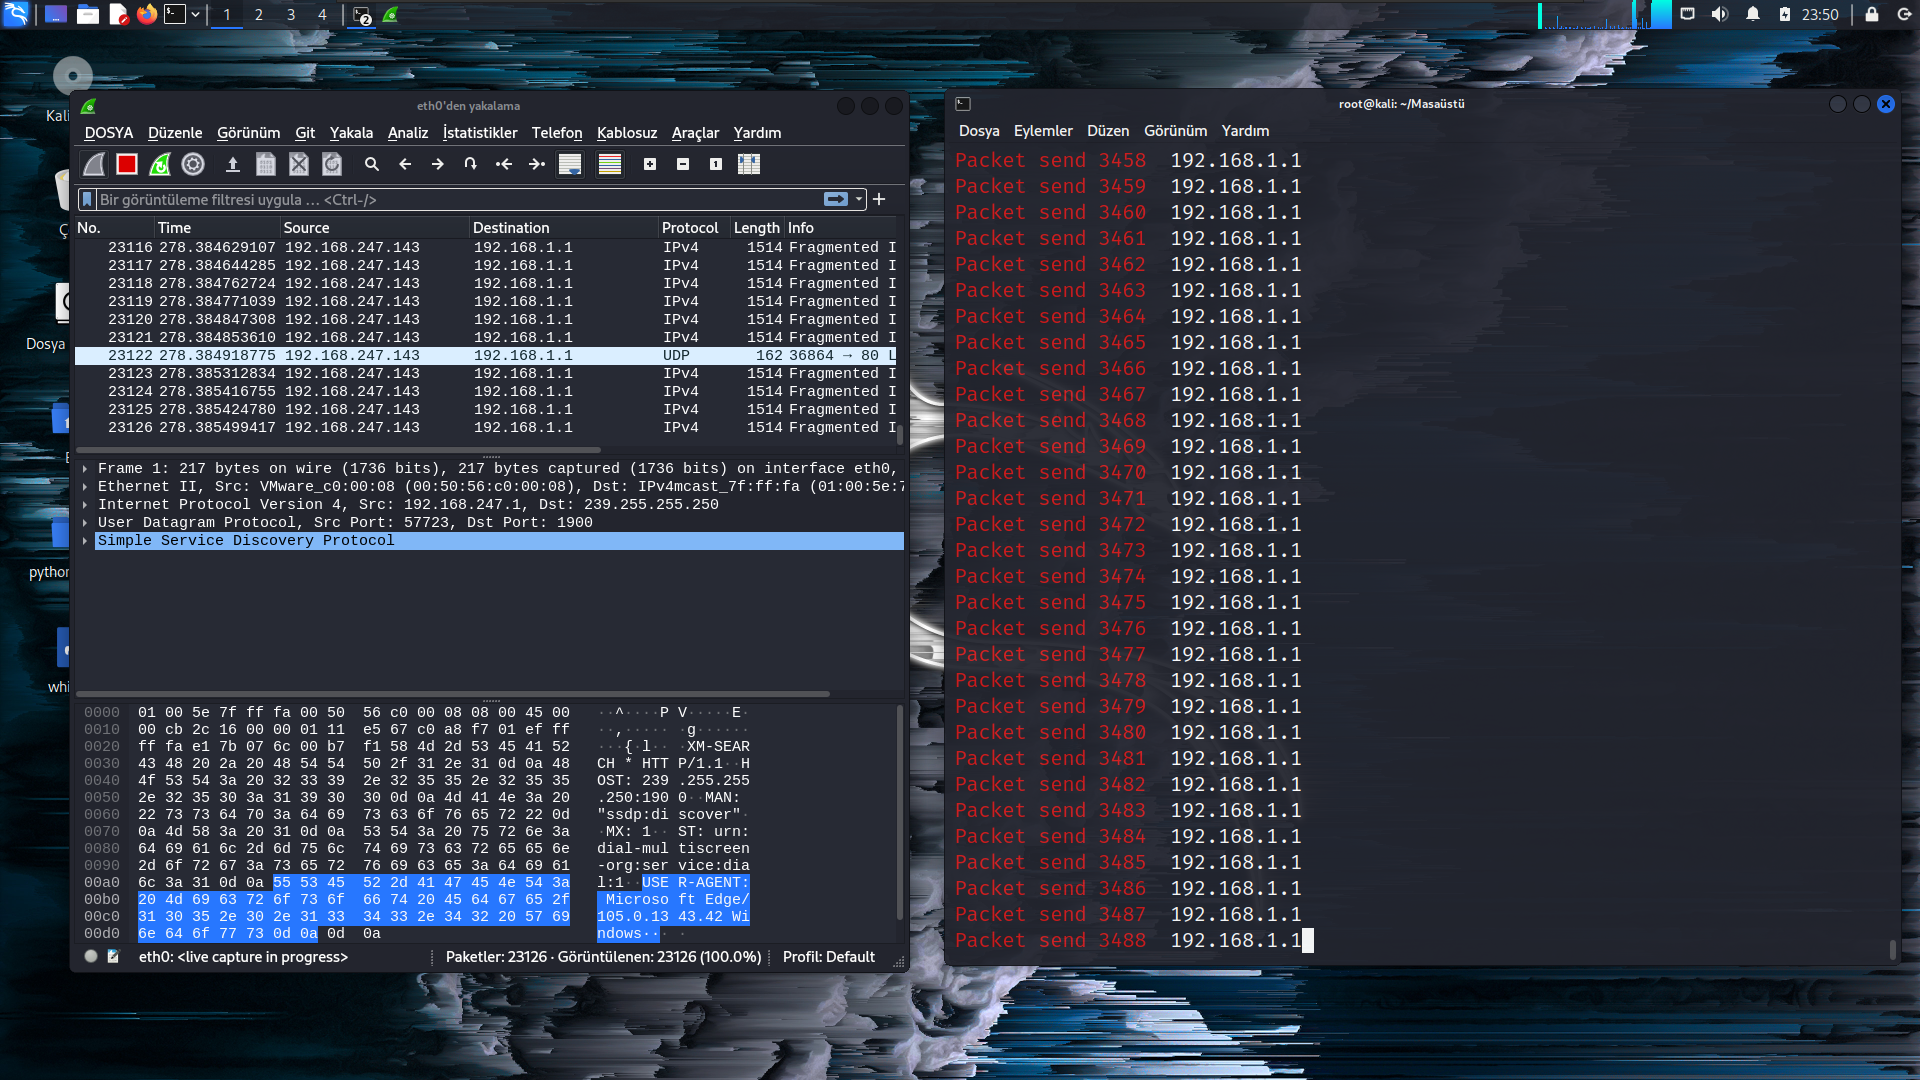 1 2 3 4
2
23:50
Kali
Ç
Dosya
E
python
whi
eth0'den yakalama
DOSYA Düzenle Görünüm Git Yakala Analiz İstatistikler Telefon Kablosuz Araçlar Yardım
Bir görüntüleme filtresi uygula … <Ctrl-/>
No. Time Source Destination Protocol Length Info
23116 278.384629107 192.168.247.143 192.168.1.1 IPv4 1514 Fragmented I
23117 278.384644285 192.168.247.143 192.168.1.1 IPv4 1514 Fragmented I
23118 278.384762724 192.168.247.143 192.168.1.1 IPv4 1514 Fragmented I
23119 278.384771039 192.168.247.143 192.168.1.1 IPv4 1514 Fragmented I
23120 278.384847308 192.168.247.143 192.168.1.1 IPv4 1514 Fragmented I
23121 278.384853610 192.168.247.143 192.168.1.1 IPv4 1514 Fragmented I
23122 278.384918775 192.168.247.143 192.168.1.1 UDP 162 36864 → 80 L
23123 278.385312834 192.168.247.143 192.168.1.1 IPv4 1514 Fragmented I
23124 278.385416755 192.168.247.143 192.168.1.1 IPv4 1514 Fragmented I
23125 278.385424780 192.168.247.143 192.168.1.1 IPv4 1514 Fragmented I
23126 278.385499417 192.168.247.143 192.168.1.1 IPv4 1514 Fragmented I
Frame 1: 217 bytes on wire (1736 bits), 217 bytes captured (1736 bits) on interface eth0,
Ethernet II, Src: VMware_c0:00:08 (00:50:56:c0:00:08), Dst: IPv4mcast_7f:ff:fa (01:00:5e:7
Internet Protocol Version 4, Src: 192.168.247.1, Dst: 239.255.255.250
User Datagram Protocol, Src Port: 57723, Dst Port: 1900
Simple Service Discovery Protocol
0000 01 00 5e 7f ff fa 00 50 56 c0 00 08 08 00 45 00 ··^····P V·····E·
0010 00 cb 2c 16 00 00 01 11 e5 67 c0 a8 f7 01 ef ff ··,····· ·g······
0020 ff fa e1 7b 07 6c 00 b7 f1 58 4d 2d 53 45 41 52 ···{·l·· ·XM-SEAR
0030 43 48 20 2a 20 48 54 54 50 2f 31 2e 31 0d 0a 48 CH * HTT P/1.1··H
0040 4f 53 54 3a 20 32 33 39 2e 32 35 35 2e 32 35 35 OST: 239 .255.255
0050 2e 32 35 30 3a 31 39 30 30 0d 0a 4d 41 4e 3a 20 .250:190 0··MAN:
0060 22 73 73 64 70 3a 64 69 73 63 6f 76 65 72 22 0d "ssdp:di scover"·
0070 0a 4d 58 3a 20 31 0d 0a 53 54 3a 20 75 72 6e 3a ·MX: 1·· ST: urn:
0080 64 69 61 6c 2d 6d 75 6c 74 69 73 63 72 65 65 6e dial-mul tiscreen
0090 2d 6f 72 67 3a 73 65 72 76 69 63 65 3a 64 69 61 -org:ser vice:dia
00a0 6c 3a 31 0d 0a 55 53 45 52 2d 41 47 45 4e 54 3a l:1··USE R-AGENT:
00b0 20 4d 69 63 72 6f 73 6f 66 74 20 45 64 67 65 2f Microso ft Edge/
00c0 31 30 35 2e 30 2e 31 33 34 33 2e 34 32 20 57 69 105.0.13 43.42 Wi
00d0 6e 64 6f 77 73 0d 0a 0d 0a ndows··· ·
eth0: <live capture in progress> Paketler: 23126 · Görüntülenen: 23126 (100.0%) Profil: Default
root@kali: ~/Masaüstü
Dosya Eylemler Düzen Görünüm Yardım
Packet send 3458 192.168.1.1
Packet send 3459 192.168.1.1
Packet send 3460 192.168.1.1
Packet send 3461 192.168.1.1
Packet send 3462 192.168.1.1
Packet send 3463 192.168.1.1
Packet send 3464 192.168.1.1
Packet send 3465 192.168.1.1
Packet send 3466 192.168.1.1
Packet send 3467 192.168.1.1
Packet send 3468 192.168.1.1
Packet send 3469 192.168.1.1
Packet send 3470 192.168.1.1
Packet send 3471 192.168.1.1
Packet send 3472 192.168.1.1
Packet send 3473 192.168.1.1
Packet send 3474 192.168.1.1
Packet send 3475 192.168.1.1
Packet send 3476 192.168.1.1
Packet send 3477 192.168.1.1
Packet send 3478 192.168.1.1
Packet send 3479 192.168.1.1
Packet send 3480 192.168.1.1
Packet send 3481 192.168.1.1
Packet send 3482 192.168.1.1
Packet send 3483 192.168.1.1
Packet send 3484 192.168.1.1
Packet send 3485 192.168.1.1
Packet send 3486 192.168.1.1
Packet send 3487 192.168.1.1
Packet send 3488 192.168.1.1